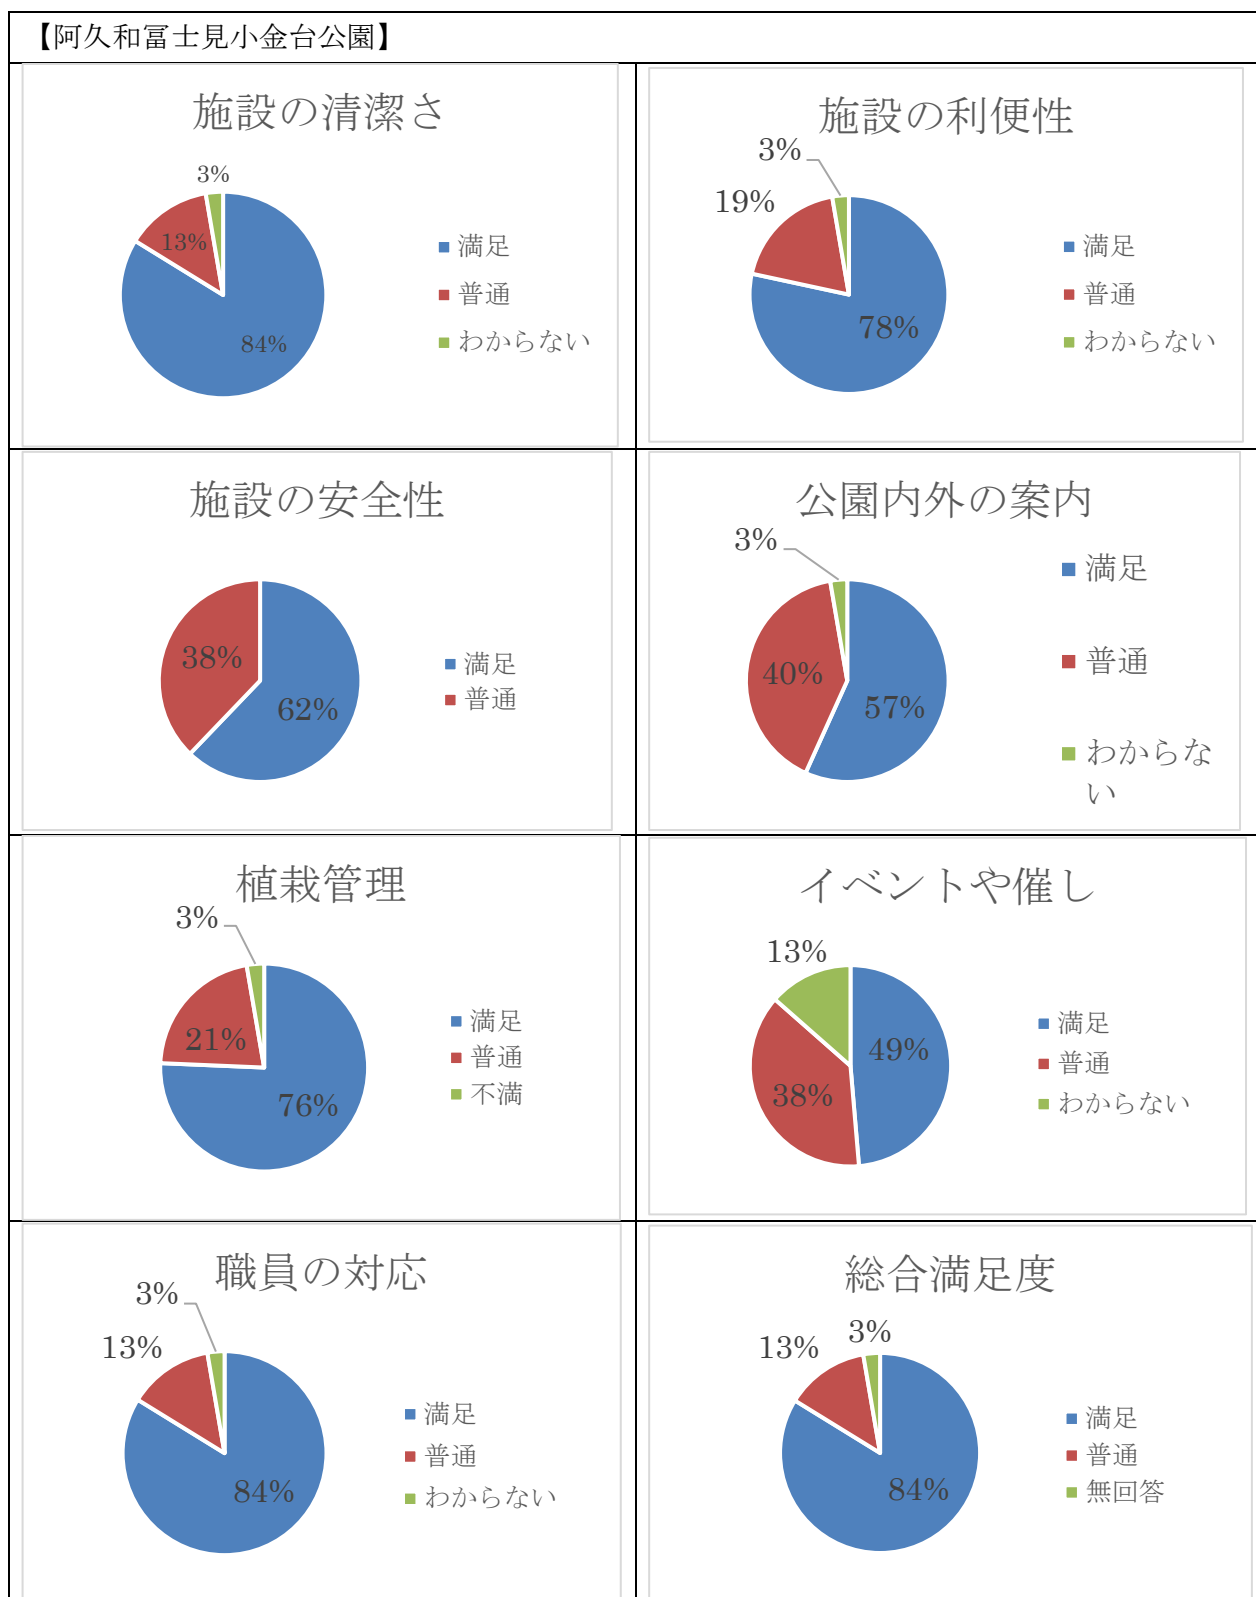 【阿久和冨士見小金台公園】
施設の清潔さ
3%
13%
84%
満足
普通
わからない
施設の利便性
3%
19%
78%
満足
普通
わからない
施設の安全性
38%
62%
満足
普通
公園内外の案内
3%
40%
57%
満足
普通
わからな
い
植栽管理
3%
21%
76%
満足
普通
不満
イベントや催し
13%
49%
38%
満足
普通
わからない
職員の対応
3%
13%
84%
満足
普通
わからない
総合満足度
3%
13%
84%
満足
普通
無回答